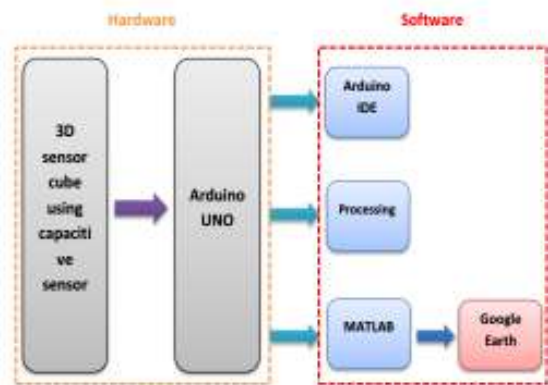 Hardware
Software
3D
sensor
cube
using
capaciti
ve
sensor
Arduino
UNO
Arduino
IDE
Processing
MATLAB
Google
Earth